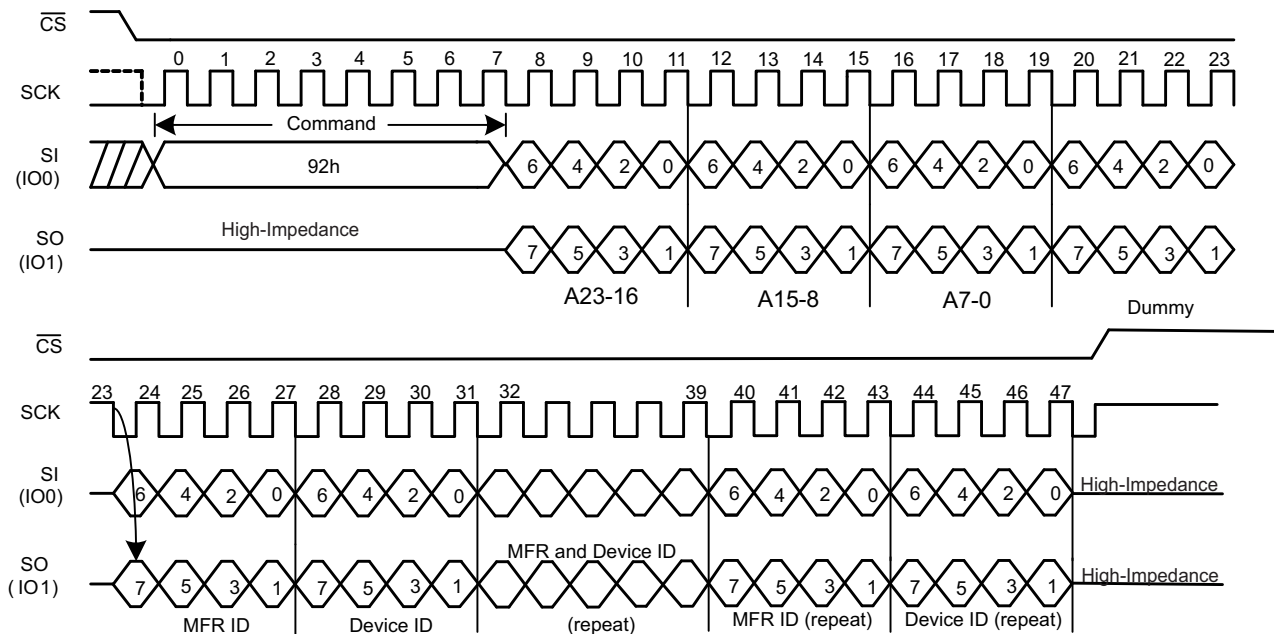 CS
0 1 2 3 4 5 6 7 8 9 10 11 12 13 14 15 16 17 18 19 20 21 22 23
SCK
Command
SI
(IO0)
92h
6 4 2 0 6 4 2 0 6 4 2 0 6 4 2 0
High-Impedance
SO
(IO1)
7 5 3 1 7 5 3 1 7 5 3 1 7 5 3 1
A23-16 A15-8 A7-0
Dummy
CS
23 24 25 26 27 28 29 30 31 32 39 40 41 42 43 44 45 46 47
SCK
SI
(IO0)
6 4 2 0 6 4 2 0 6 4 2 0 6 4 2 0
High-Impedance
MFR and Device ID
SO
(IO1)
7 5 3 1 7 5 3 1 7 5 3 1 7 5 3 1
High-Impedance
MFR ID Device ID (repeat) MFR ID (repeat) Device ID (repeat)